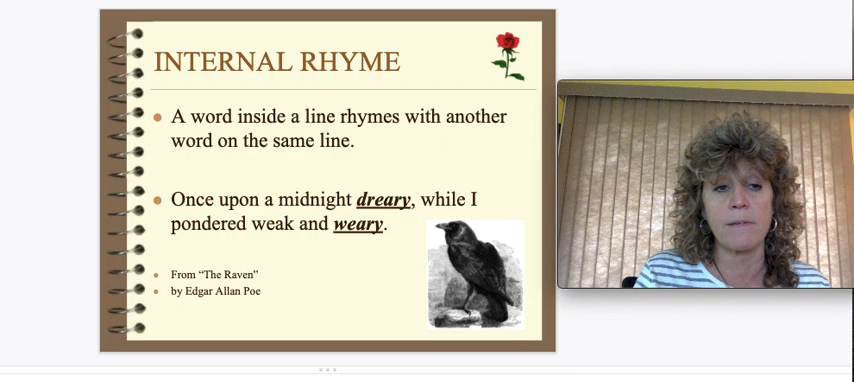 INTERNAL RHYME
A word inside a line rhymes with another
word on the same line.
Once upon a midnight dreary, while I
pondered weak and weary.
From “The Raven”
by Edgar Allan Poe